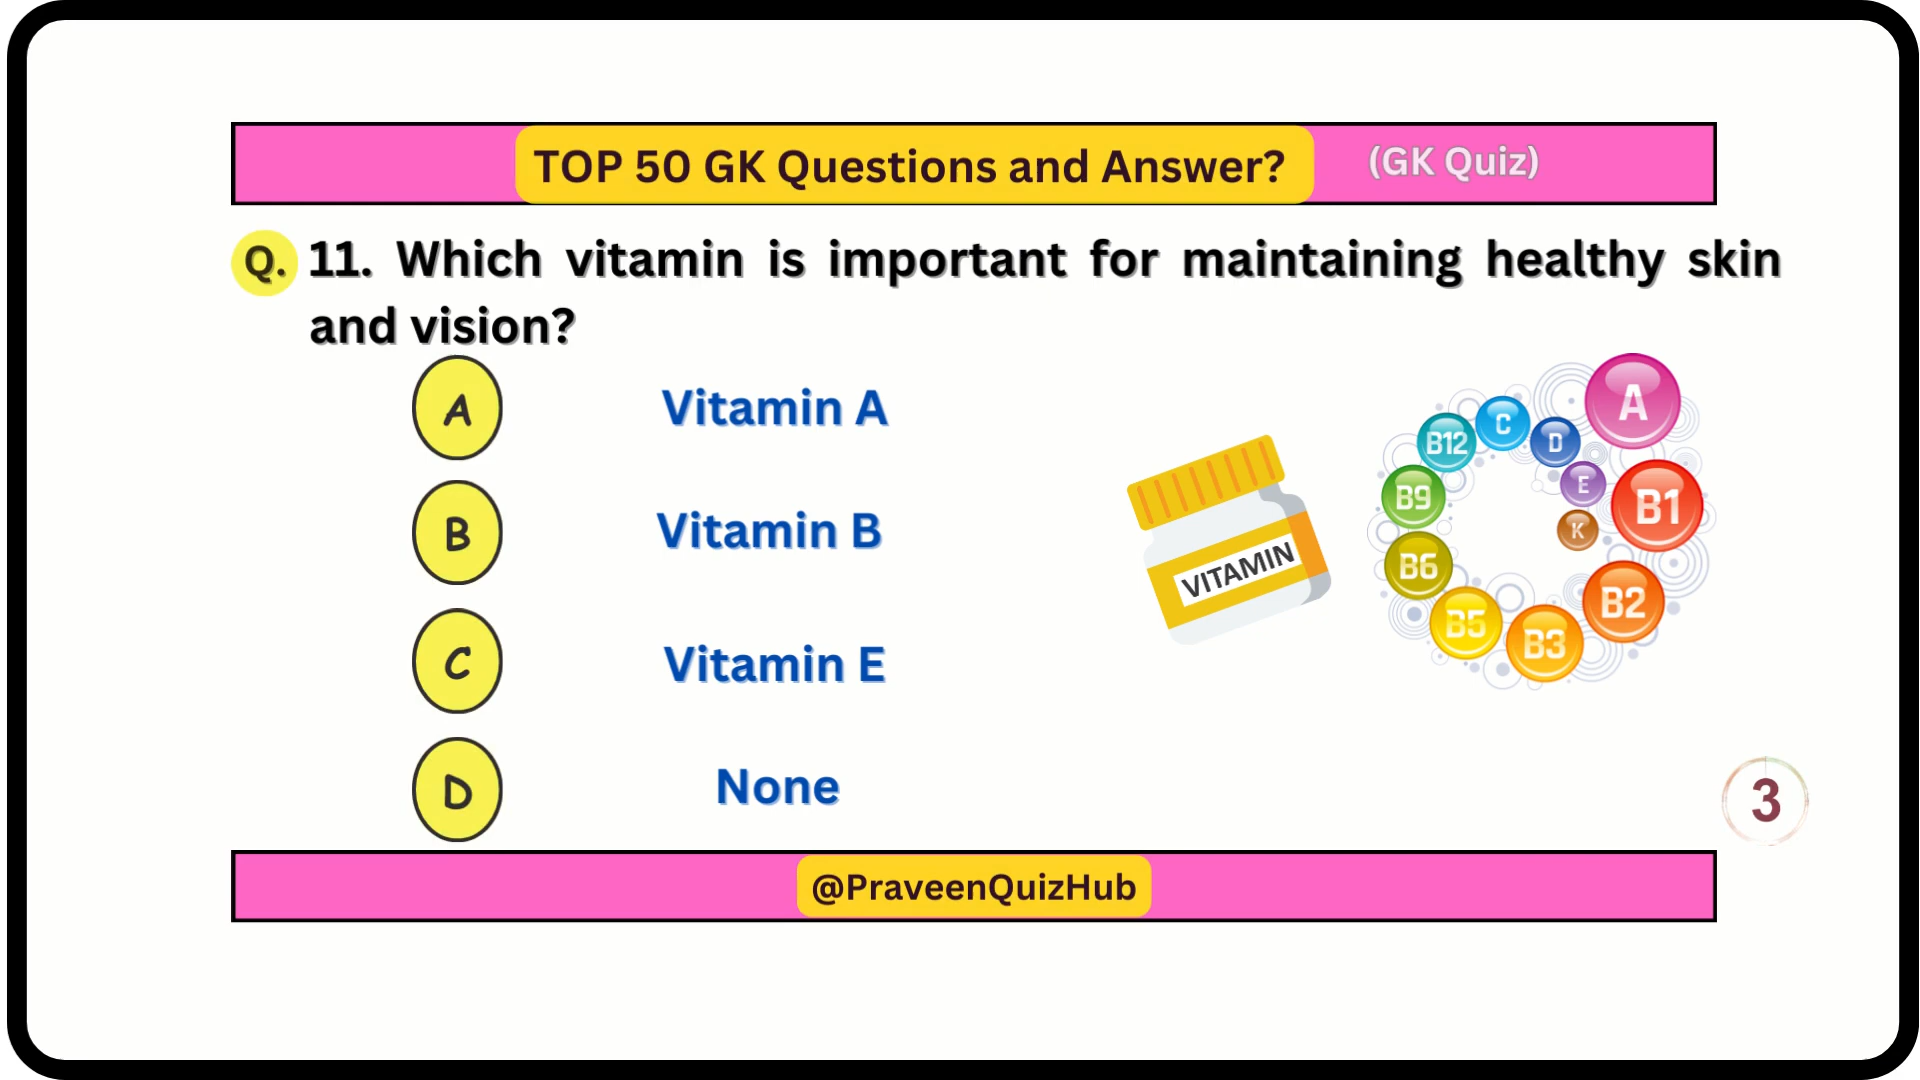 TOP 50 GK Questions and Answer?
(GK Quiz)
Q. 11. Which vitamin is important for maintaining healthy skin
and vision?
A Vitamin A
B Vitamin B
C Vitamin E
D None
VITAMIN
A
B1
B2
B3
B5
B6
B9
B12
C
D
E
K
3
@PraveenQuizHub